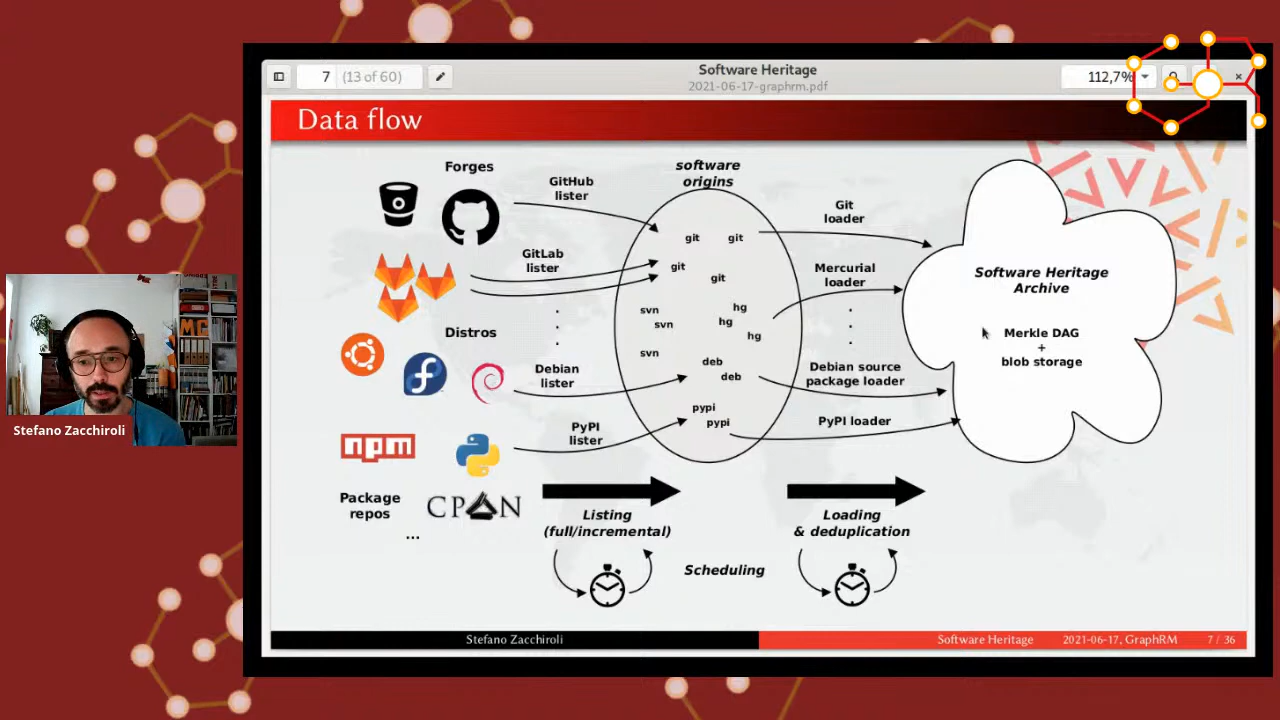 7 (13 of 60)
Software Heritage
2021-06-17-graphrm.pdf
112,7%
Data flow
Forges
GitHub
lister
software
origins
Git
loader
GitLab
lister
Mercurial
loader
git git
git
git
svn
svn
svn
hg
hg
hg
deb
deb
pypi
pypi
Software Heritage
Archive
Merkle DAG
+
blob storage
Distros
Debian
lister
Debian source
package loader
PyPI
lister
PyPI loader
npm
Package
repos
CPAN
...
Listing
(full/incremental)
Loading
& deduplication
Scheduling
Stefano Zacchiroli
Stefano Zacchiroli
Software Heritage 2021-06-17, GraphRM 7 / 36